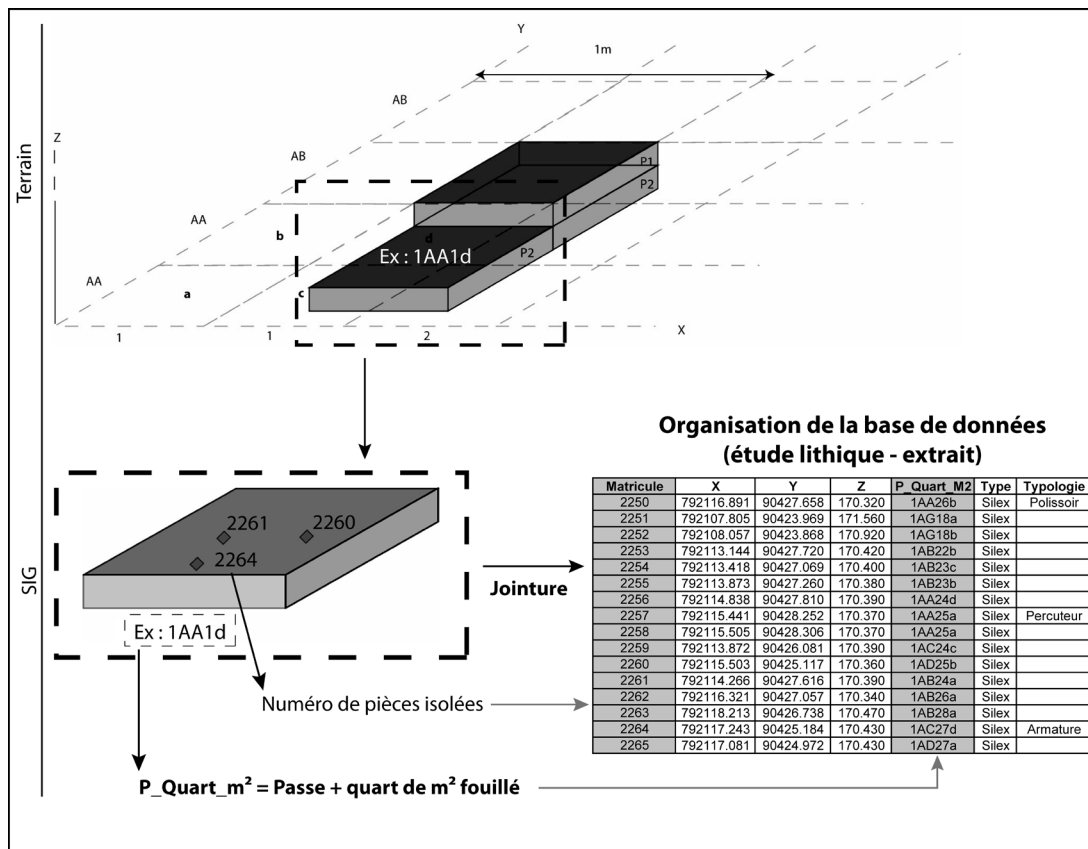 Terrain
Y
1m
AB
Z
AB
P1
P2
AA
b
d
Ex : 1AA1d
P2
AA
a
c
1
1
2
X
SIG
2261
2260
2264
Ex : 1AA1d
Jointure
Numéro de pièces isolées
P_Quart_m² = Passe + quart de m² fouillé
Organisation de la base de données
(étude lithique - extrait)
Matricule X Y Z P_Quart_M2 Type Typologie
2250 792116.891 90427.658 170.320 1AA26b Silex Polissoir
2251 792107.805 90423.969 171.560 1AG18a Silex
2252 792108.057 90423.868 170.920 1AG18b Silex
2253 792113.144 90427.720 170.420 1AB22b Silex
2254 792113.418 90427.069 170.400 1AB23c Silex
2255 792113.873 90427.260 170.380 1AB23b Silex
2256 792114.838 90427.810 170.390 1AA24d Silex
2257 792115.441 90428.252 170.370 1AA25a Silex Percuteur
2258 792115.505 90428.306 170.370 1AA25a Silex
2259 792113.872 90426.081 170.390 1AC24c Silex
2260 792115.503 90425.117 170.360 1AD25b Silex
2261 792114.266 90427.616 170.390 1AB24a Silex
2262 792116.321 90427.057 170.340 1AB26a Silex
2263 792118.213 90426.738 170.470 1AB28a Silex
2264 792117.243 90425.184 170.430 1AC27d Silex Armature
2265 792117.081 90424.972 170.430 1AD27a Silex